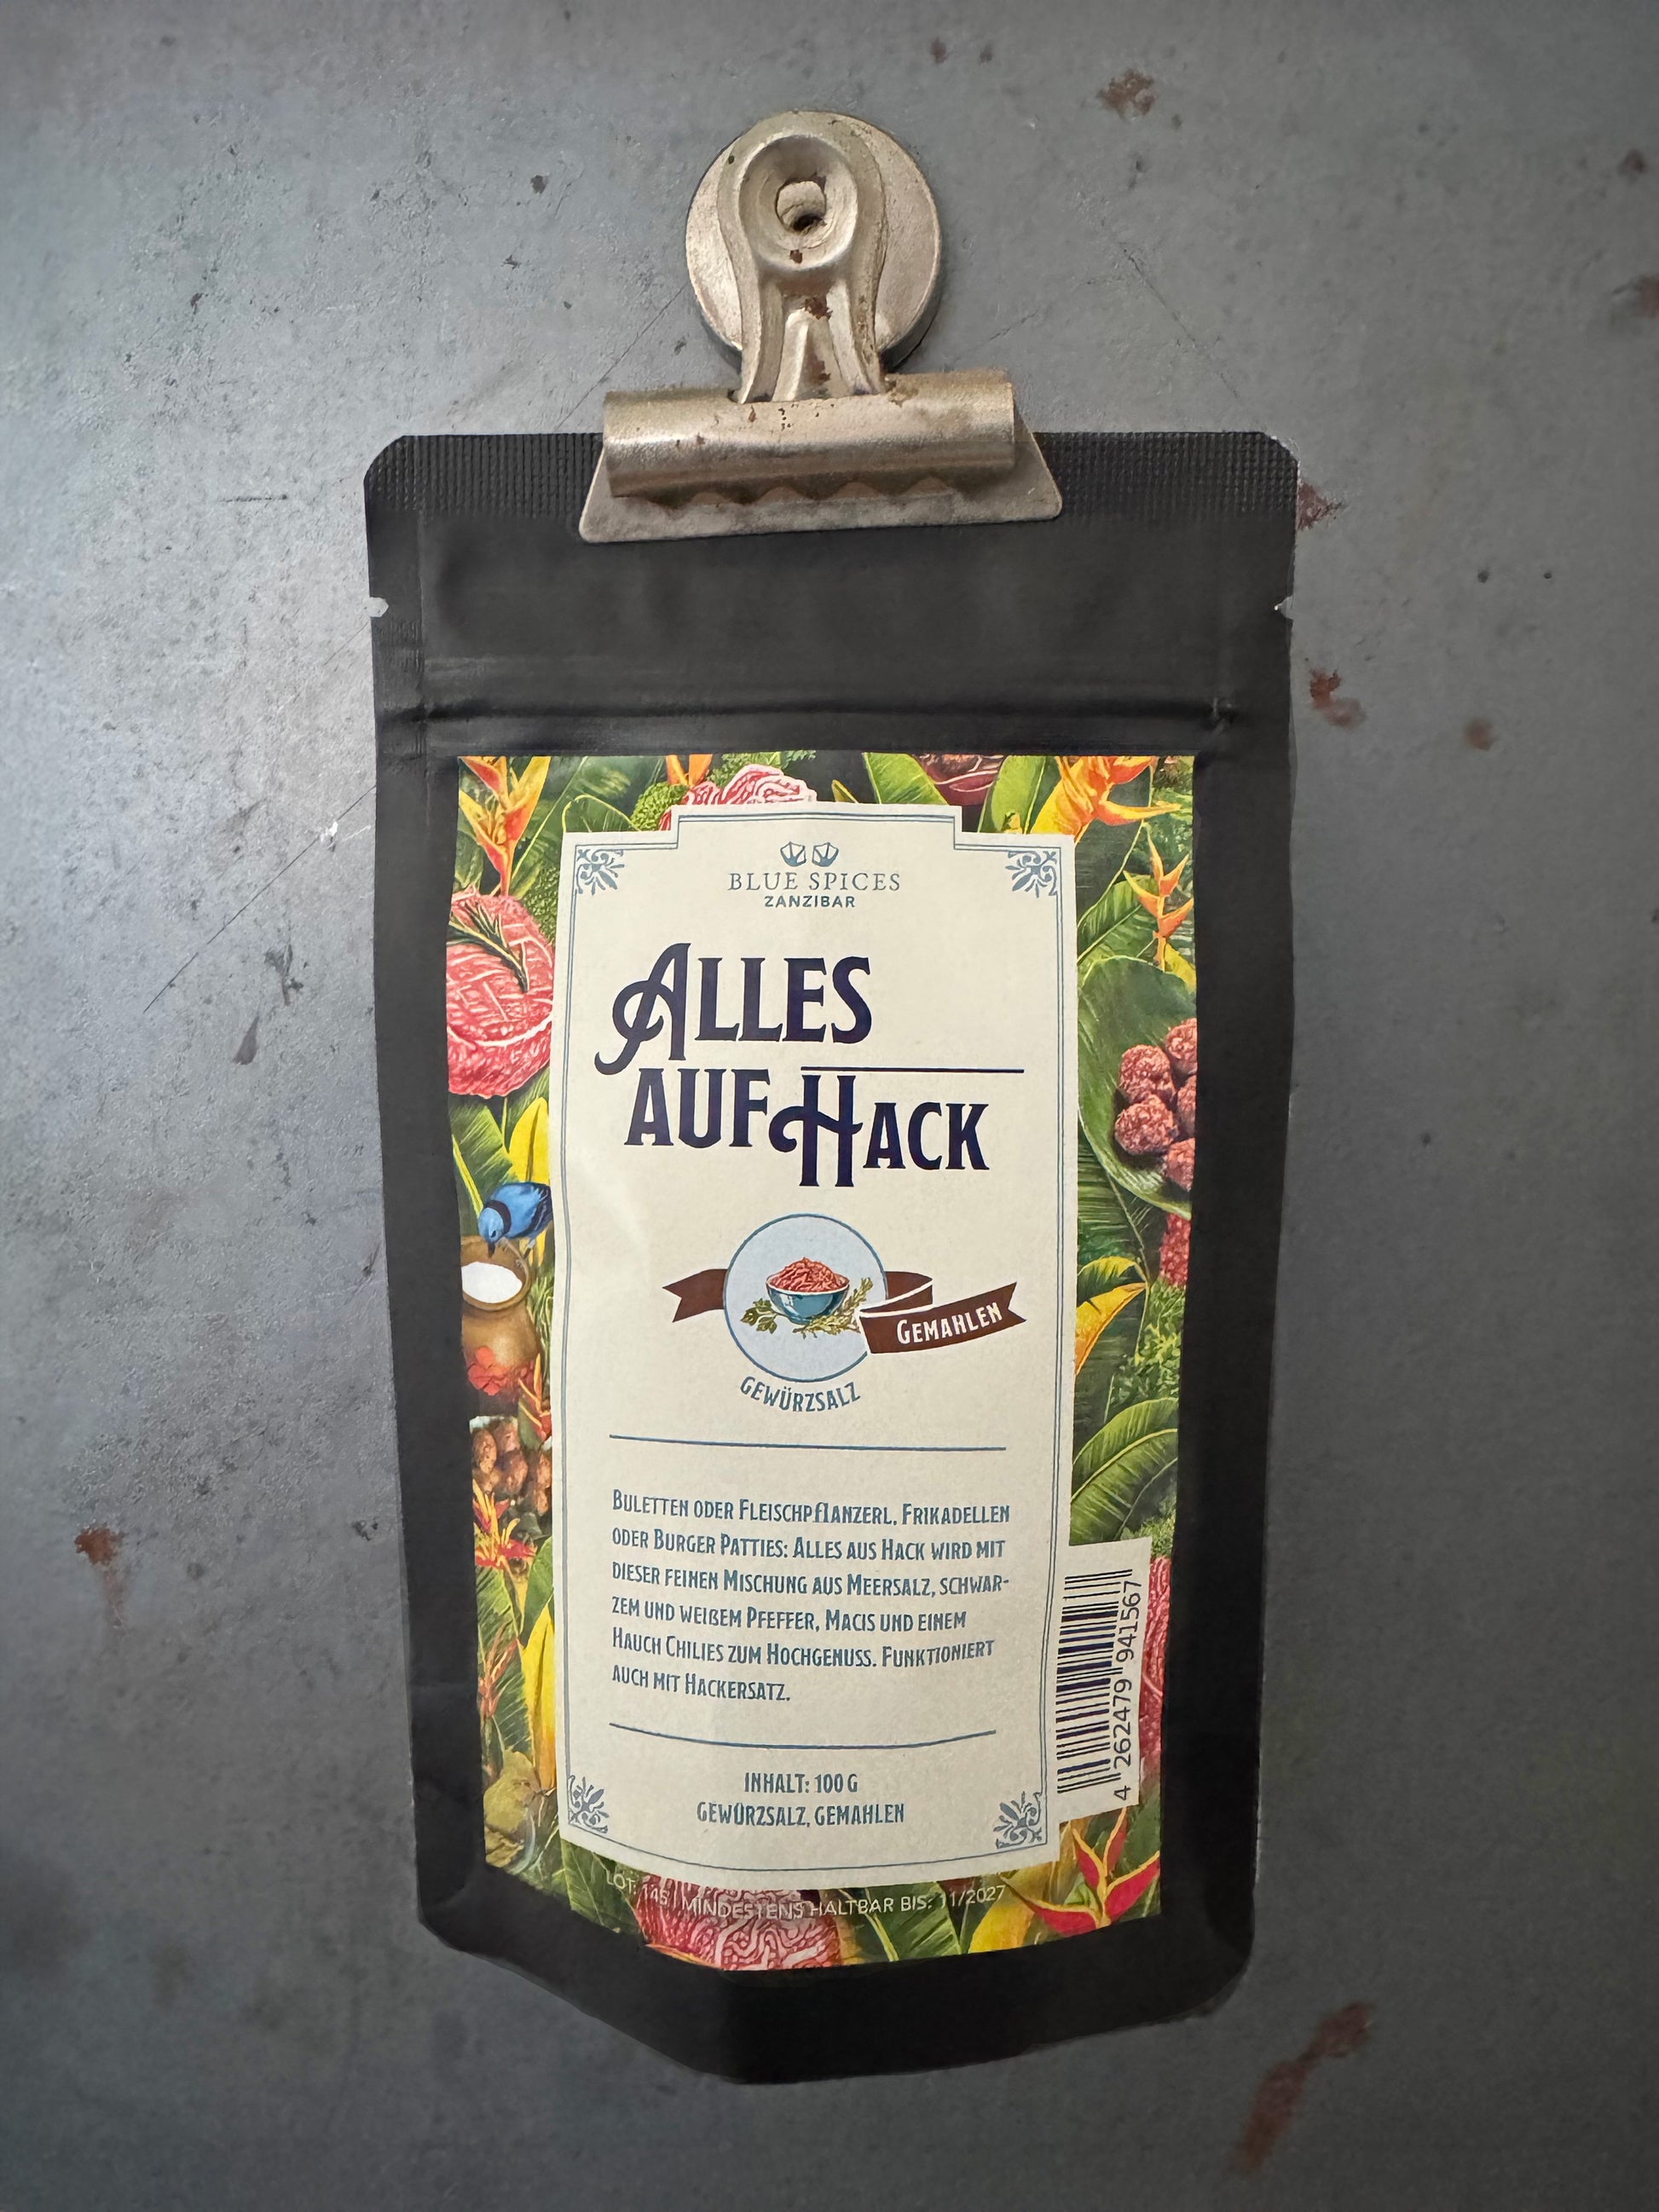 BLUE SPICES
ZANZIBAR
ALLES
AUF HACK
GEMAHLEN
GEWÜRZSALZ
BULETTEN ODER FLEISCHPflANZERL, FRIKADELLEN
ODER BURGER PATTIES: ALLES AUS HACK WIRD MIT
DIESER FEINEN MISCHUNG AUS MEERSALZ, SCHWAR-
ZEM UND WEIßEM PFEFFER, MACIS UND EINEM
HAUCH CHILIES ZUM HOCHGENUSS. FUNKTIONIERT
AUCH MIT HACKERSATZ.
INHALT: 100 G
GEWÜRZSALZ, GEMAHLEN
4 262479 941567
LOT: 145 | MINDESTENS HALTBAR BIS: 11/2027